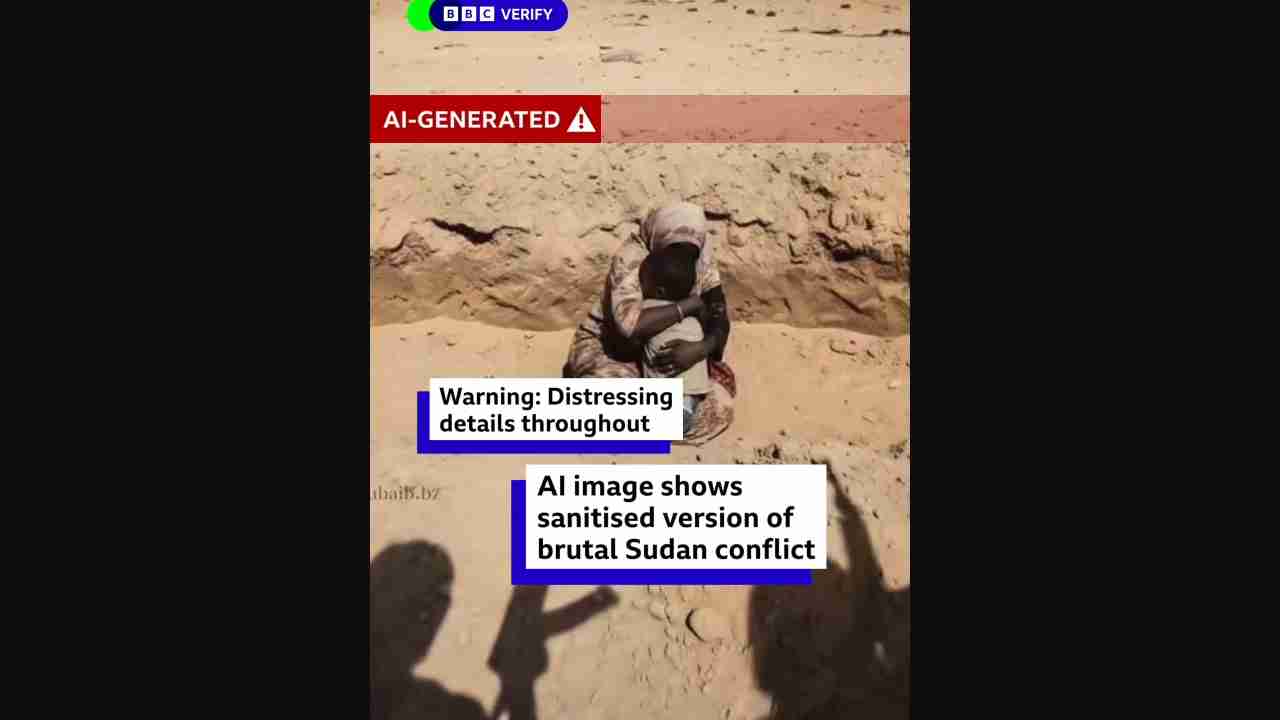 BBC VERIFY
AI-GENERATED
Warning: Distressing
details throughout
AI image shows
sanitised version of
brutal Sudan conflict